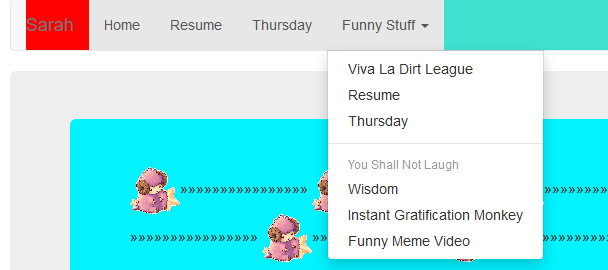 Sarah Home Resume Thursday Funny Stuff
Viva La Dirt League
Resume
Thursday
You Shall Not Laugh
»»»»»»»»»»»»»»»» Wisdom
Instant Gratification Monkey
»»»»»»»»»»»»»»»» »» Funny Meme Video